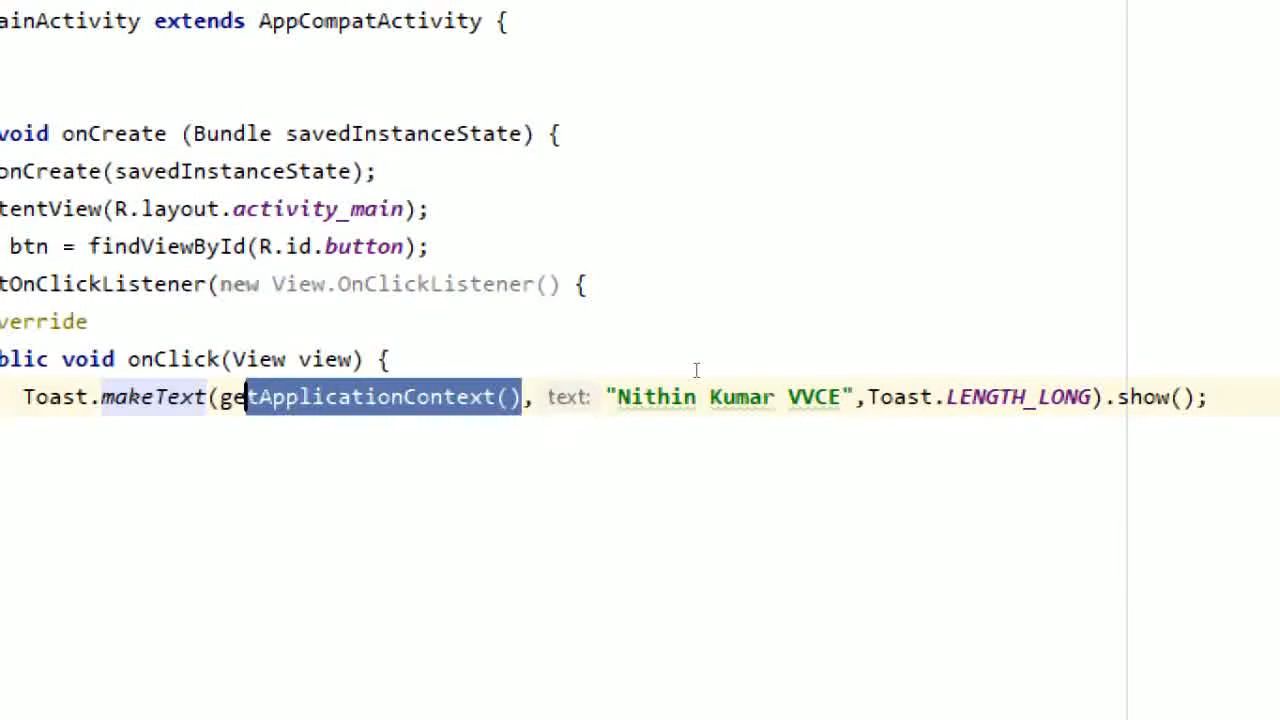 ainActivity extends AppCompatActivity {
void onCreate (Bundle savedInstanceState) {
onCreate(savedInstanceState);
tentView(R.layout.activity_main);
btn = findViewById(R.id.button);
tOnClickListener(new View.OnClickListener() {
verride
blic void onClick(View view) {
Toast.makeText(getApplicationContext(), text: "Nithin Kumar VVCE",Toast.LENGTH_LONG).show();